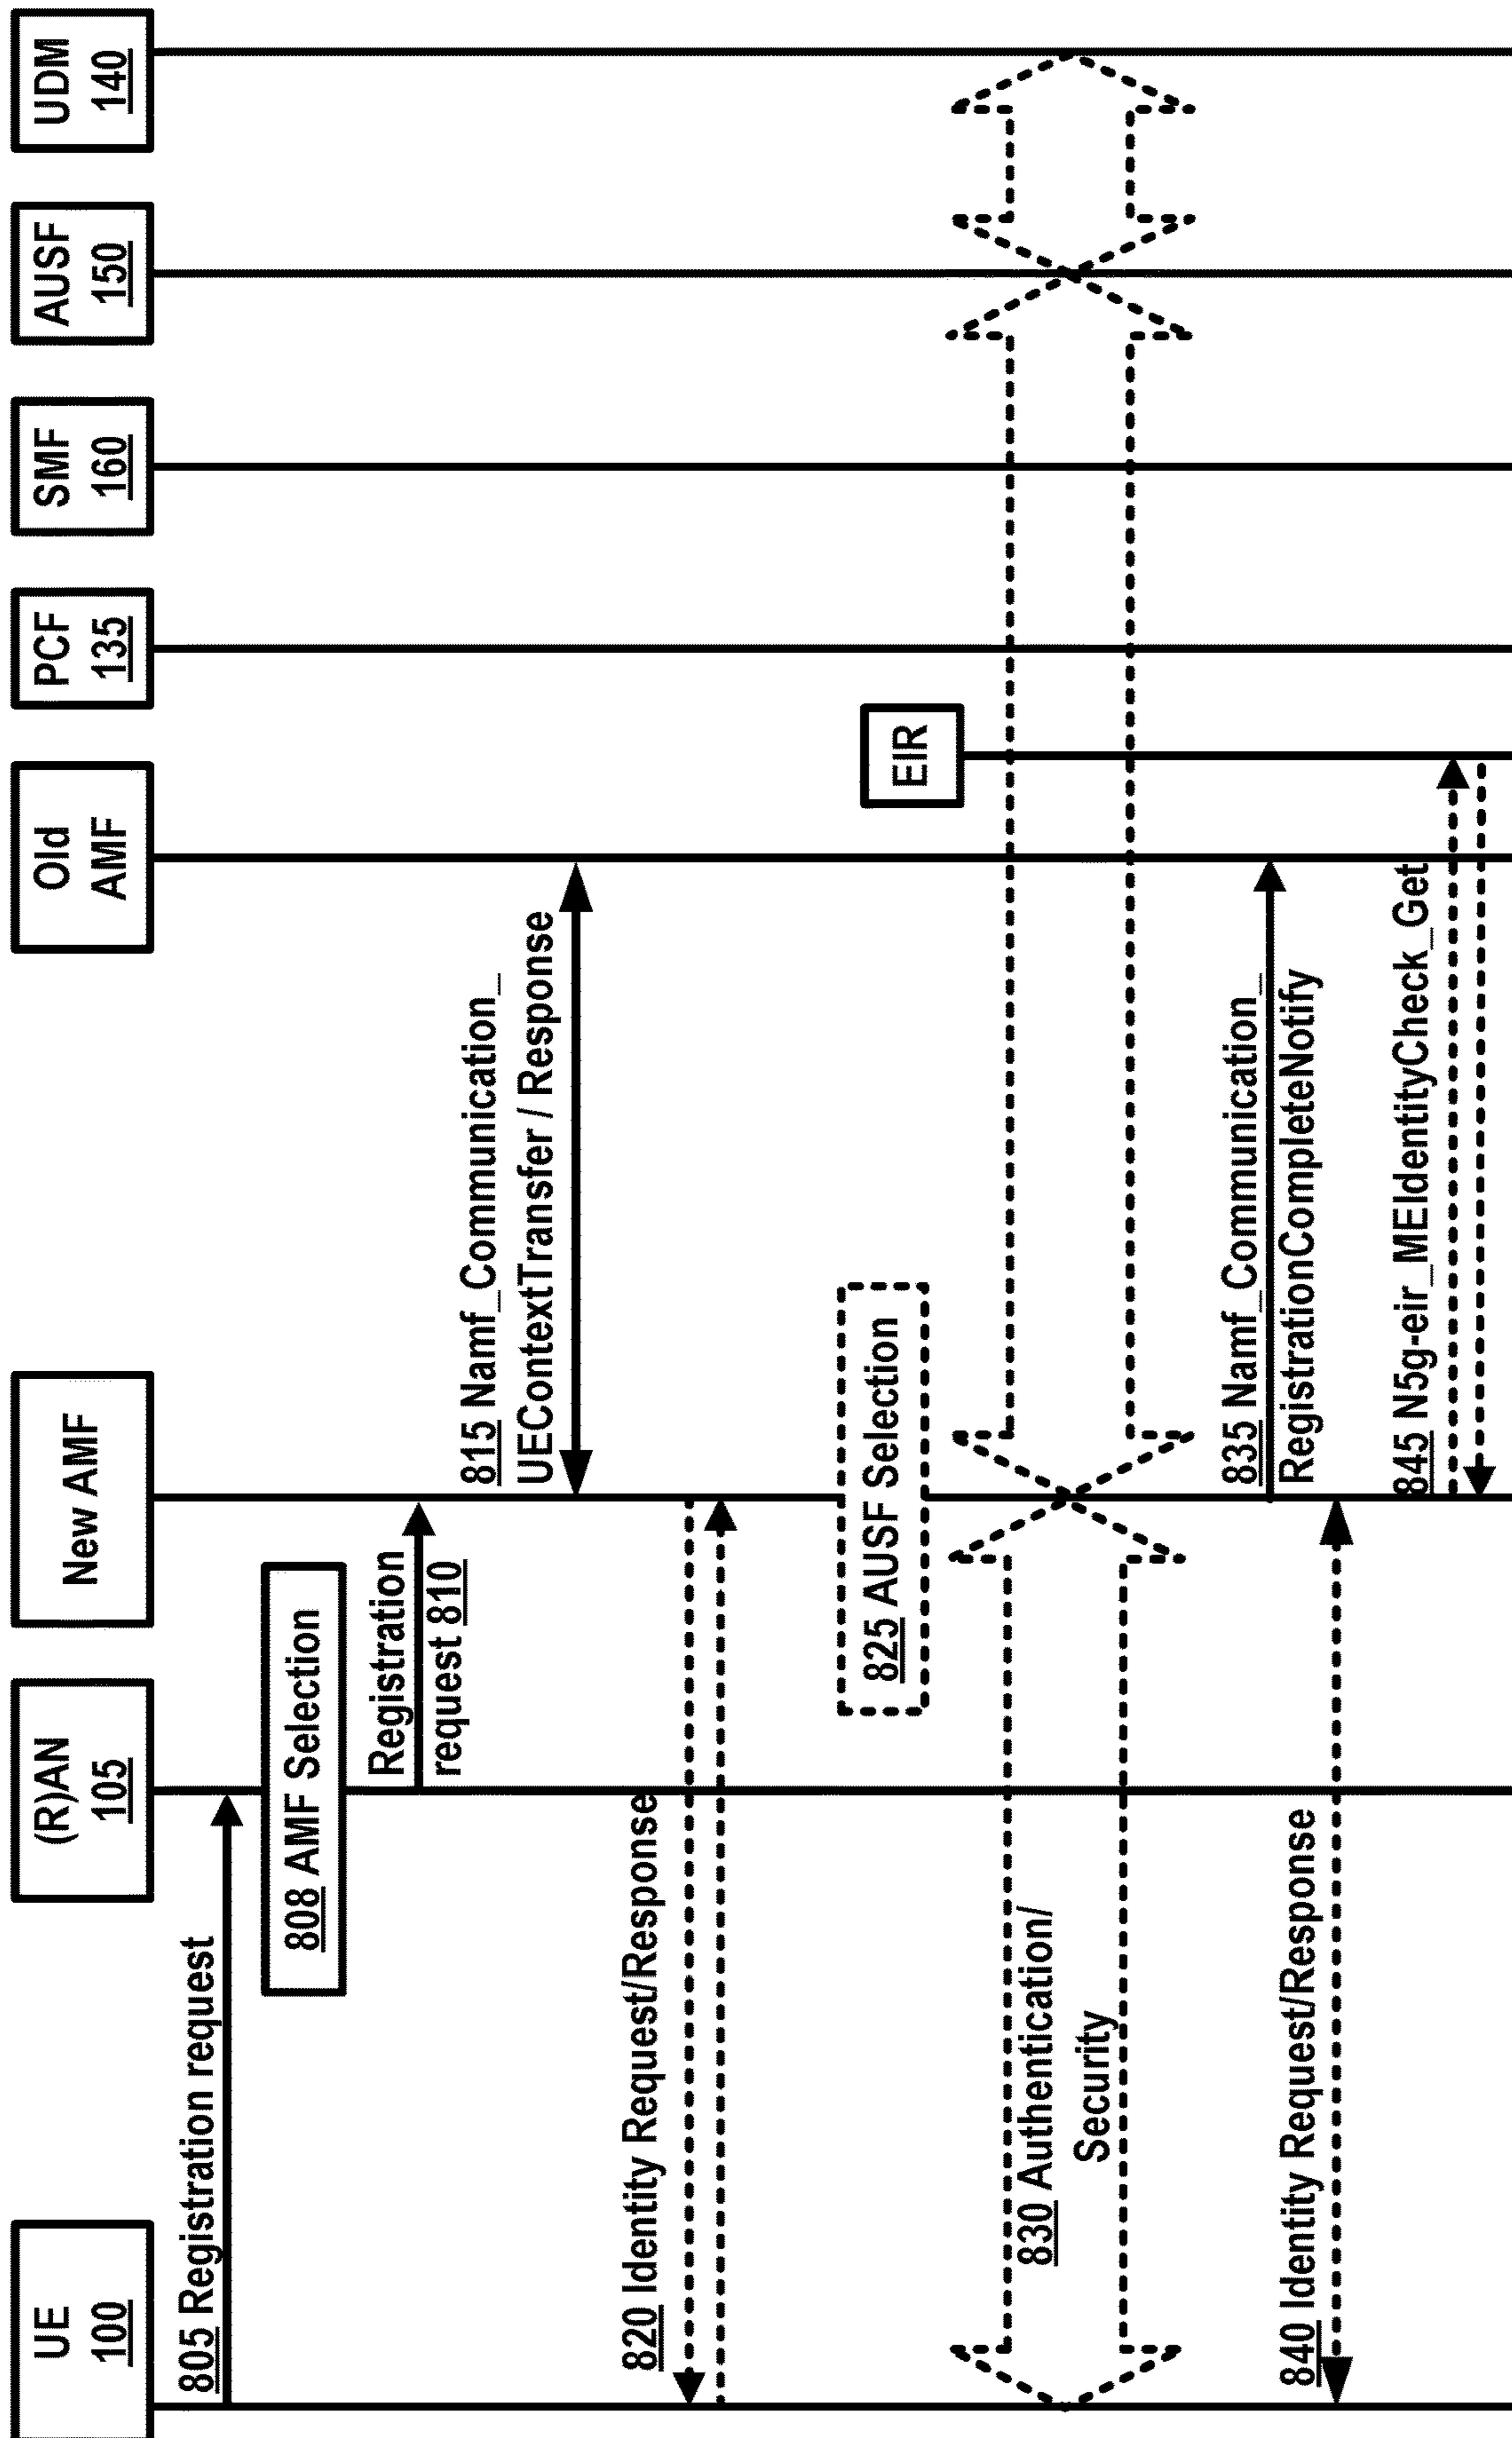 UE
100
(R)AN
105
New AMF
Old
AMF
PCF
135
SMF
160
AUSF
150
UDM
140
805 Registration request
808 AMF Selection
Registration
request 810
815 Namf_Communication_
UEContextTransfer / Response
820 Identity Request/Response
825 AUSF Selection
EIR
830 Authentication/
Security
835 Namf_Communication_
RegistrationCompleteNotify
840 Identity Request/Response
845 N5g-eir_MEIdentityCheck_Get